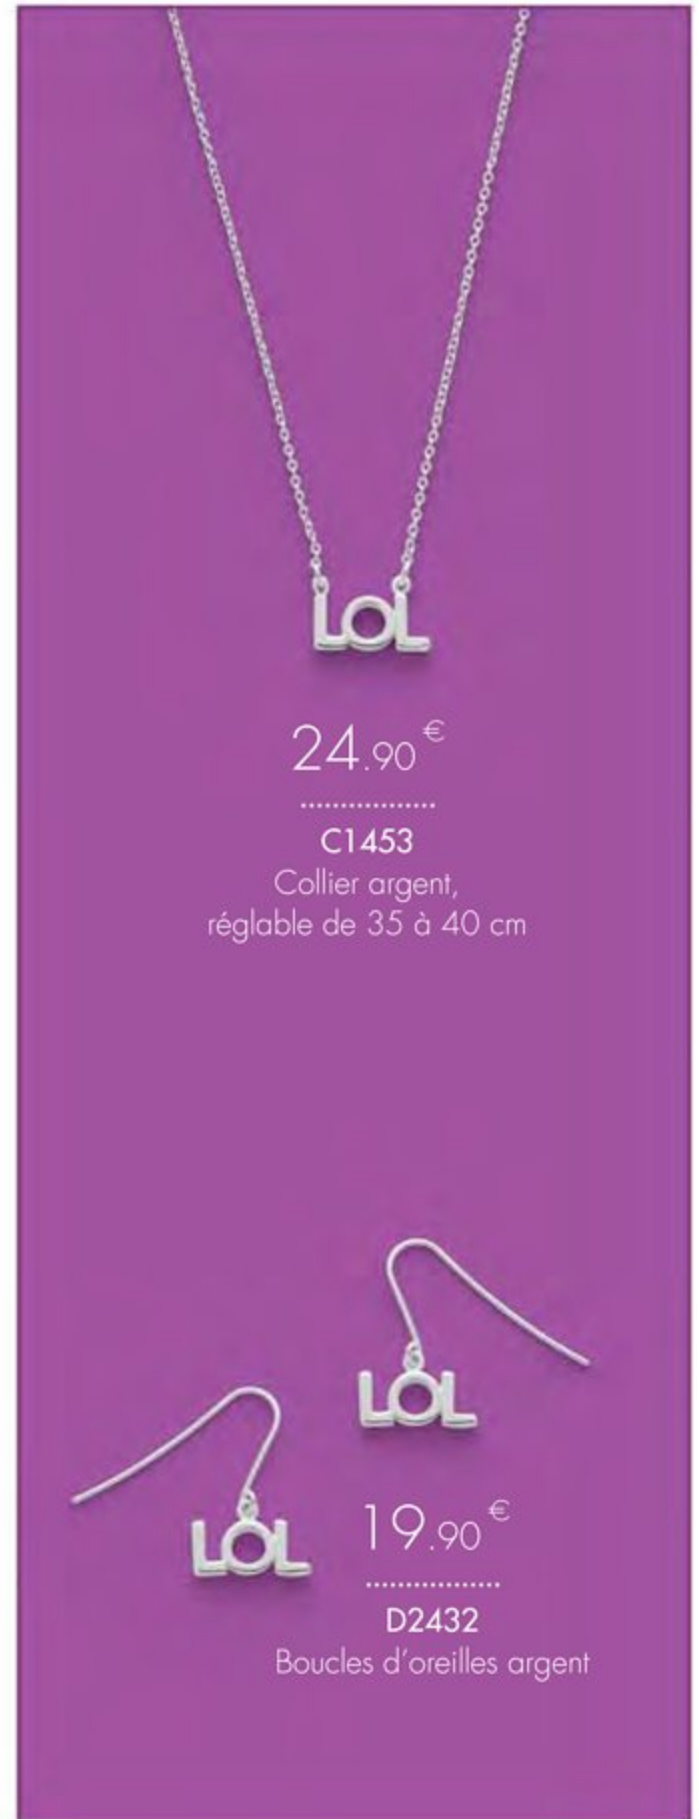 LOL
24.90 €
C1453
Collier argent,
réglable de 35 à 40 cm
LOL
LOL
19.90 €
D2432
Boucles d'oreilles argent